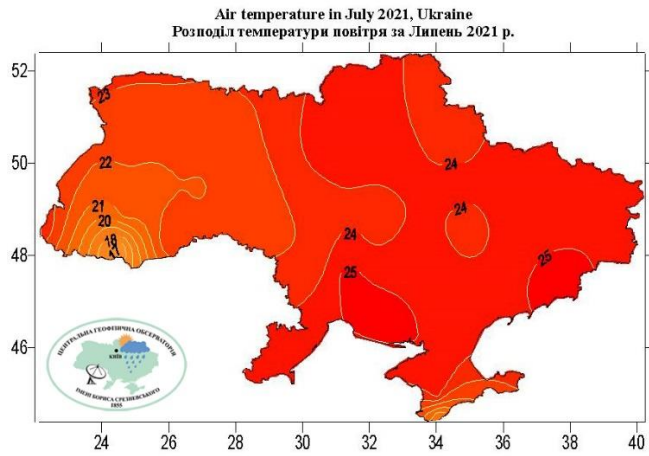 Air temperature in July 2021, Ukraine
Розподіл температури повітря за Липень 2021 р.
52
50
48
46
23
22
21
20
18
17
24
24
24
25
25
ЦЕНТРАЛЬНА ГЕОФІЗИЧНА ОБСЕРВАТОРІЯ
КИЇВ
ІМЕНІ БОРИСА СРЕЗНЕВСЬКОГО
1855
24 26 28 30 32 34 36 38 40